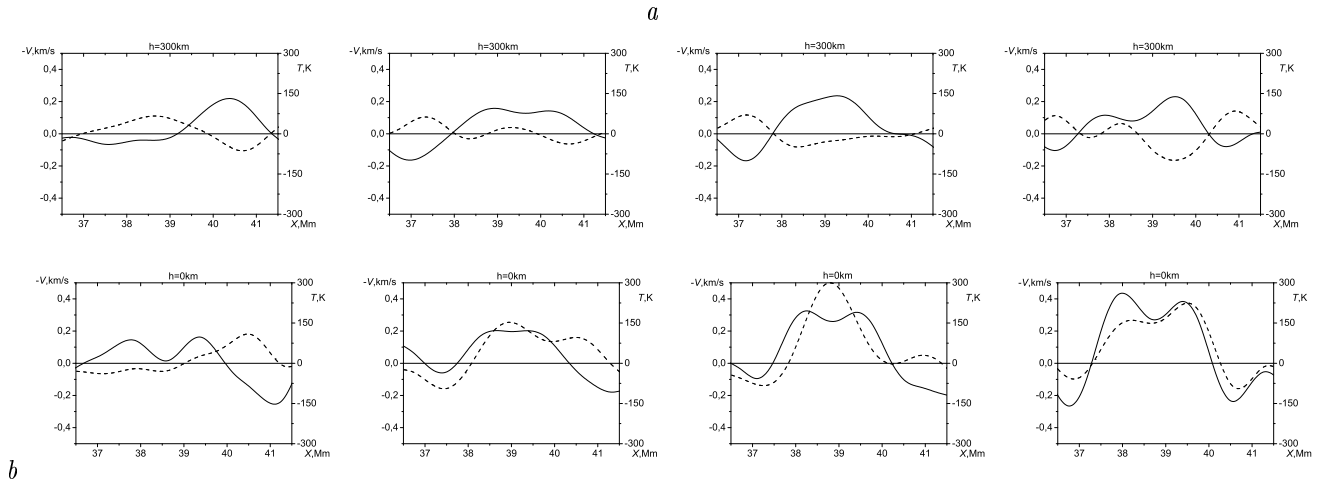 a
h=300km h=300km h=300km h=300km
-V,km/s 300 -V,km/s 300 -V,km/s 300 -V,km/s 300
T,K T,K T,K T,K
0,4 0,4 0,4 0,4
0,2 150 0,2 150 0,2 150 0,2 150
0,0 0 0,0 0 0,0 0 0,0 0
-0,2 -150 -0,2 -150 -0,2 -150 -0,2 -150
-0,4 -0,4 -0,4 -0,4
-300 -300 -300 -300
37 38 39 40 41 X,Mm 37 38 39 40 41 X,Mm 37 38 39 40 41 X,Mm 37 38 39 40 41 X,Mm
h=0km h=0km h=0km h=0km
-V,km/s 300 -V,km/s 300 -V,km/s 300 -V,km/s 300
T,K T,K T,K T,K
0,4 0,4 0,4 0,4
0,2 150 0,2 150 0,2 150 0,2 150
0,0 0 0,0 0 0,0 0 0,0 0
-0,2 -150 -0,2 -150 -0,2 -150 -0,2 -150
-0,4 -0,4 -0,4 -0,4
-300 -300 -300 -300
37 38 39 40 41 X,Mm 37 38 39 40 41 X,Mm 37 38 39 40 41 X,Mm 37 38 39 40 41 X,Mm
b